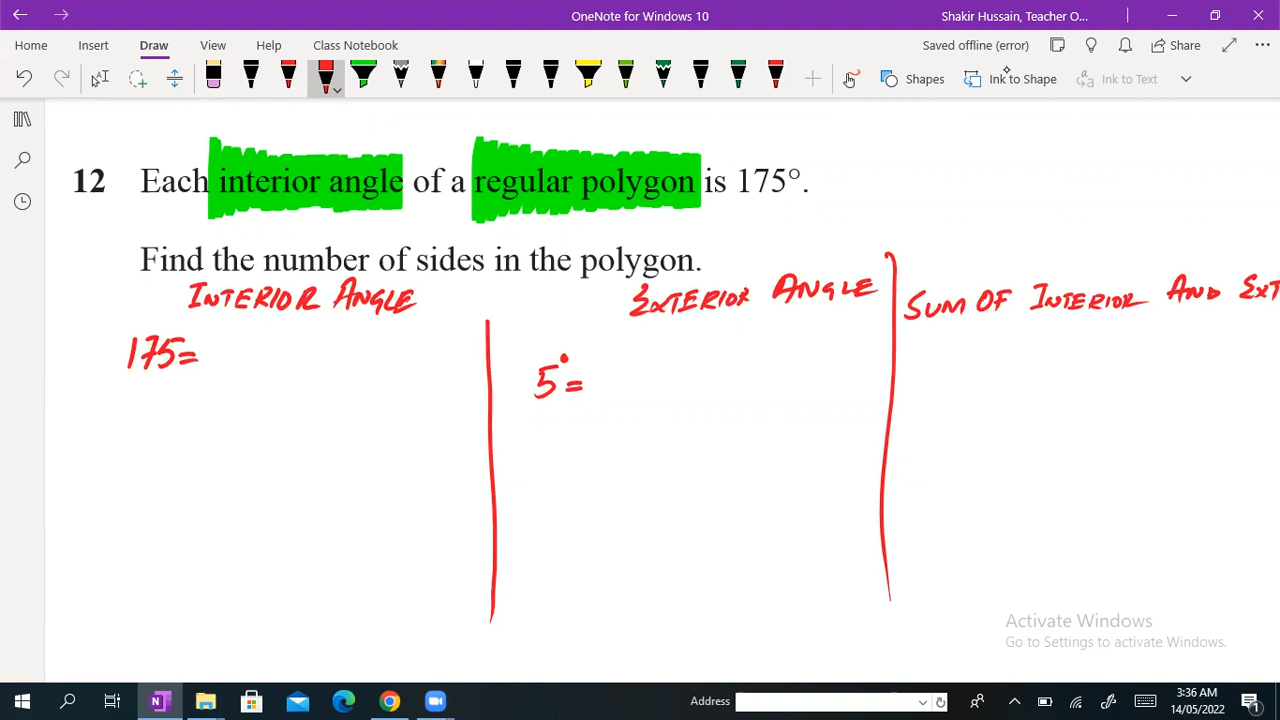 OneNote for Windows 10
Shakir Hussain, Teacher O...
Home Insert Draw View Help Class Notebook
Saved offline (error) Share
Shapes Ink to Shape Ink to Text
12 Each interior angle of a regular polygon is 175°.
Find the number of sides in the polygon.
INTERIOR ANGLE EXTERIOR ANGLE SUM OF INTERIOR AND EXT
175=
5°=
Activate Windows
Go to Settings to activate Windows.
Address
3:36 AM
14/05/2022